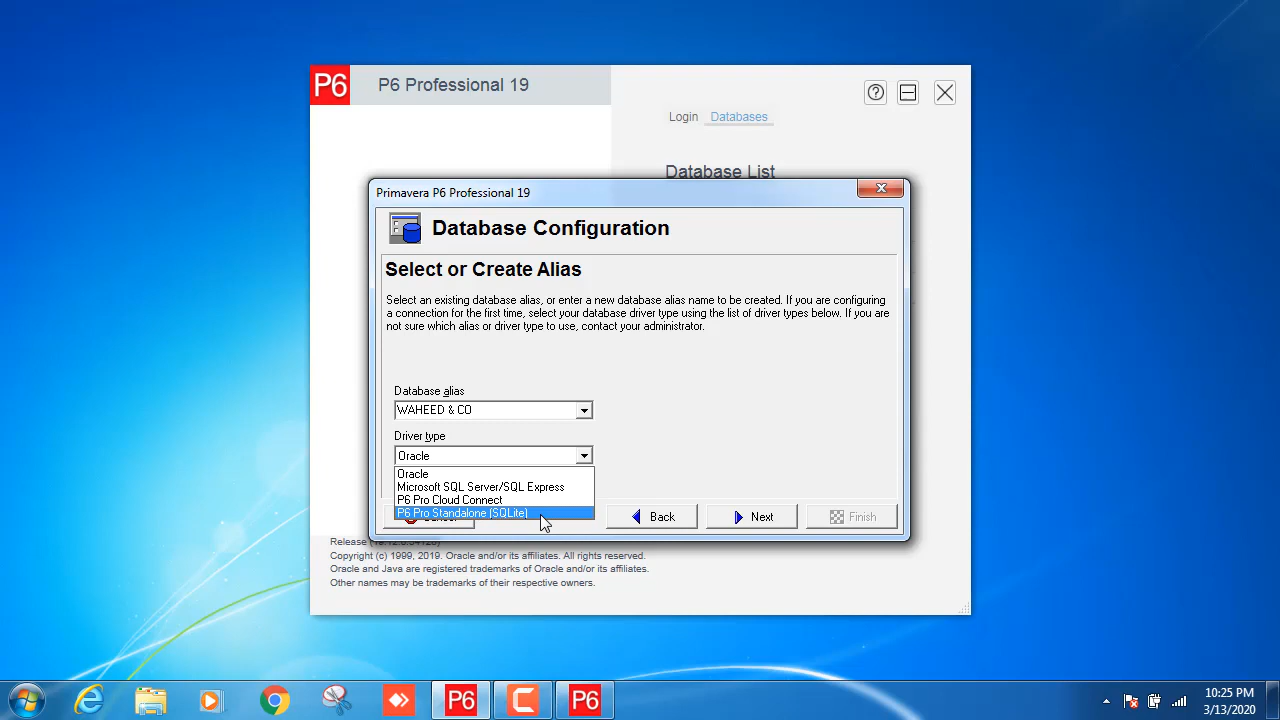 P6 P6 Professional 19
Login Databases
Database List
Primavera P6 Professional 19
Database Configuration
Select or Create Alias
Select an existing database alias, or enter a new database alias name to be created. If you are configuring
a connection for the first time, select your database driver type using the list of driver types below. If you are
not sure which alias or driver type to use, contact your administrator.
Database alias
WAHEED & CO
Driver type
Oracle
Oracle
Microsoft SQL Server/SQL Express
P6 Pro Cloud Connect
P6 Pro Standalone (SQLite)
Back Next Finish
Copyright (c) 1999, 2019. Oracle and/or its affiliates. All rights reserved.
Oracle and Java are registered trademarks of Oracle and/or its affiliates.
Other names may be trademarks of their respective owners.
P6 P6
10:25 PM
3/13/2020